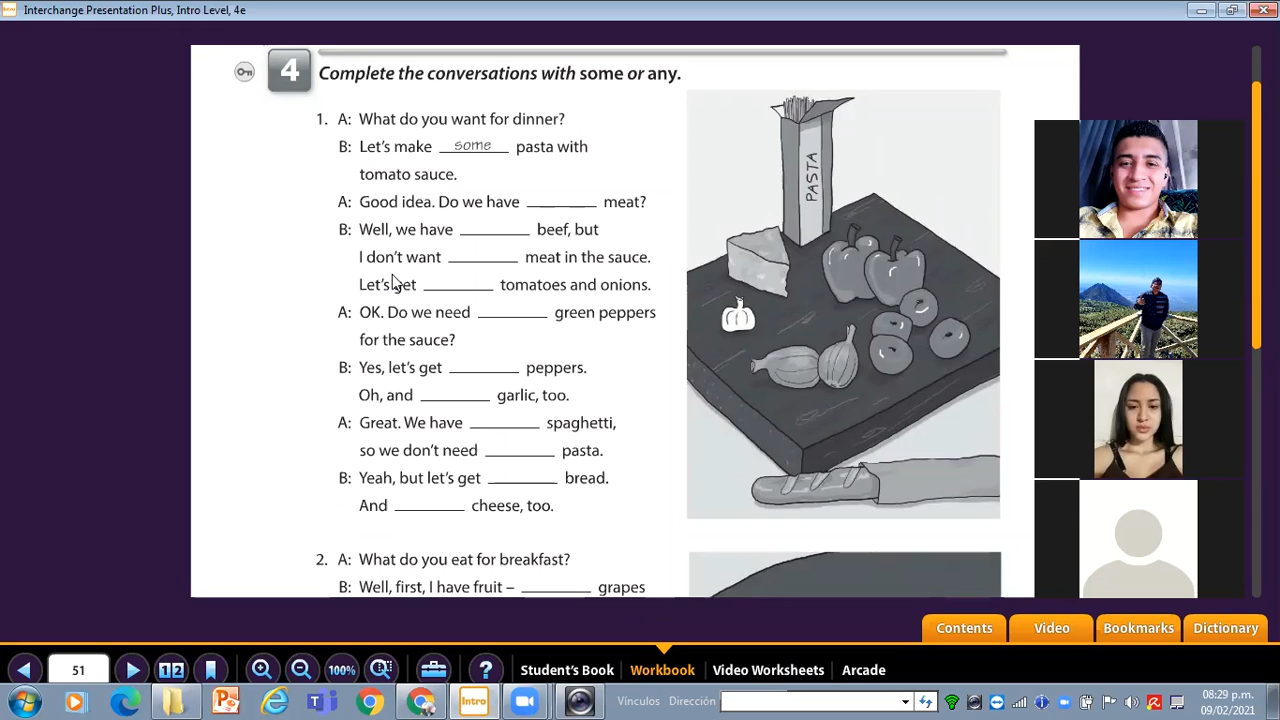 Interchange Presentation Plus, Intro Level, 4e
4 Complete the conversations with some or any.
1. A: What do you want for dinner?
B: Let's make some pasta with
tomato sauce.
A: Good idea. Do we have ________ meat?
B: Well, we have ________ beef, but
I don't want ________ meat in the sauce.
Let's get ________ tomatoes and onions.
A: OK. Do we need ________ green peppers
for the sauce?
B: Yes, let's get ________ peppers.
Oh, and ________ garlic, too.
A: Great. We have ________ spaghetti,
so we don't need ________ pasta.
B: Yeah, but let's get ________ bread.
And ________ cheese, too.
PASTA
2. A: What do you eat for breakfast?
B: Well, first, I have fruit – ________ grapes
Contents Video Bookmarks Dictionary
51 12 100% ? Student's Book Workbook Video Worksheets Arcade
Intro Vínculos Dirección
08:29 p.m.
09/02/2021